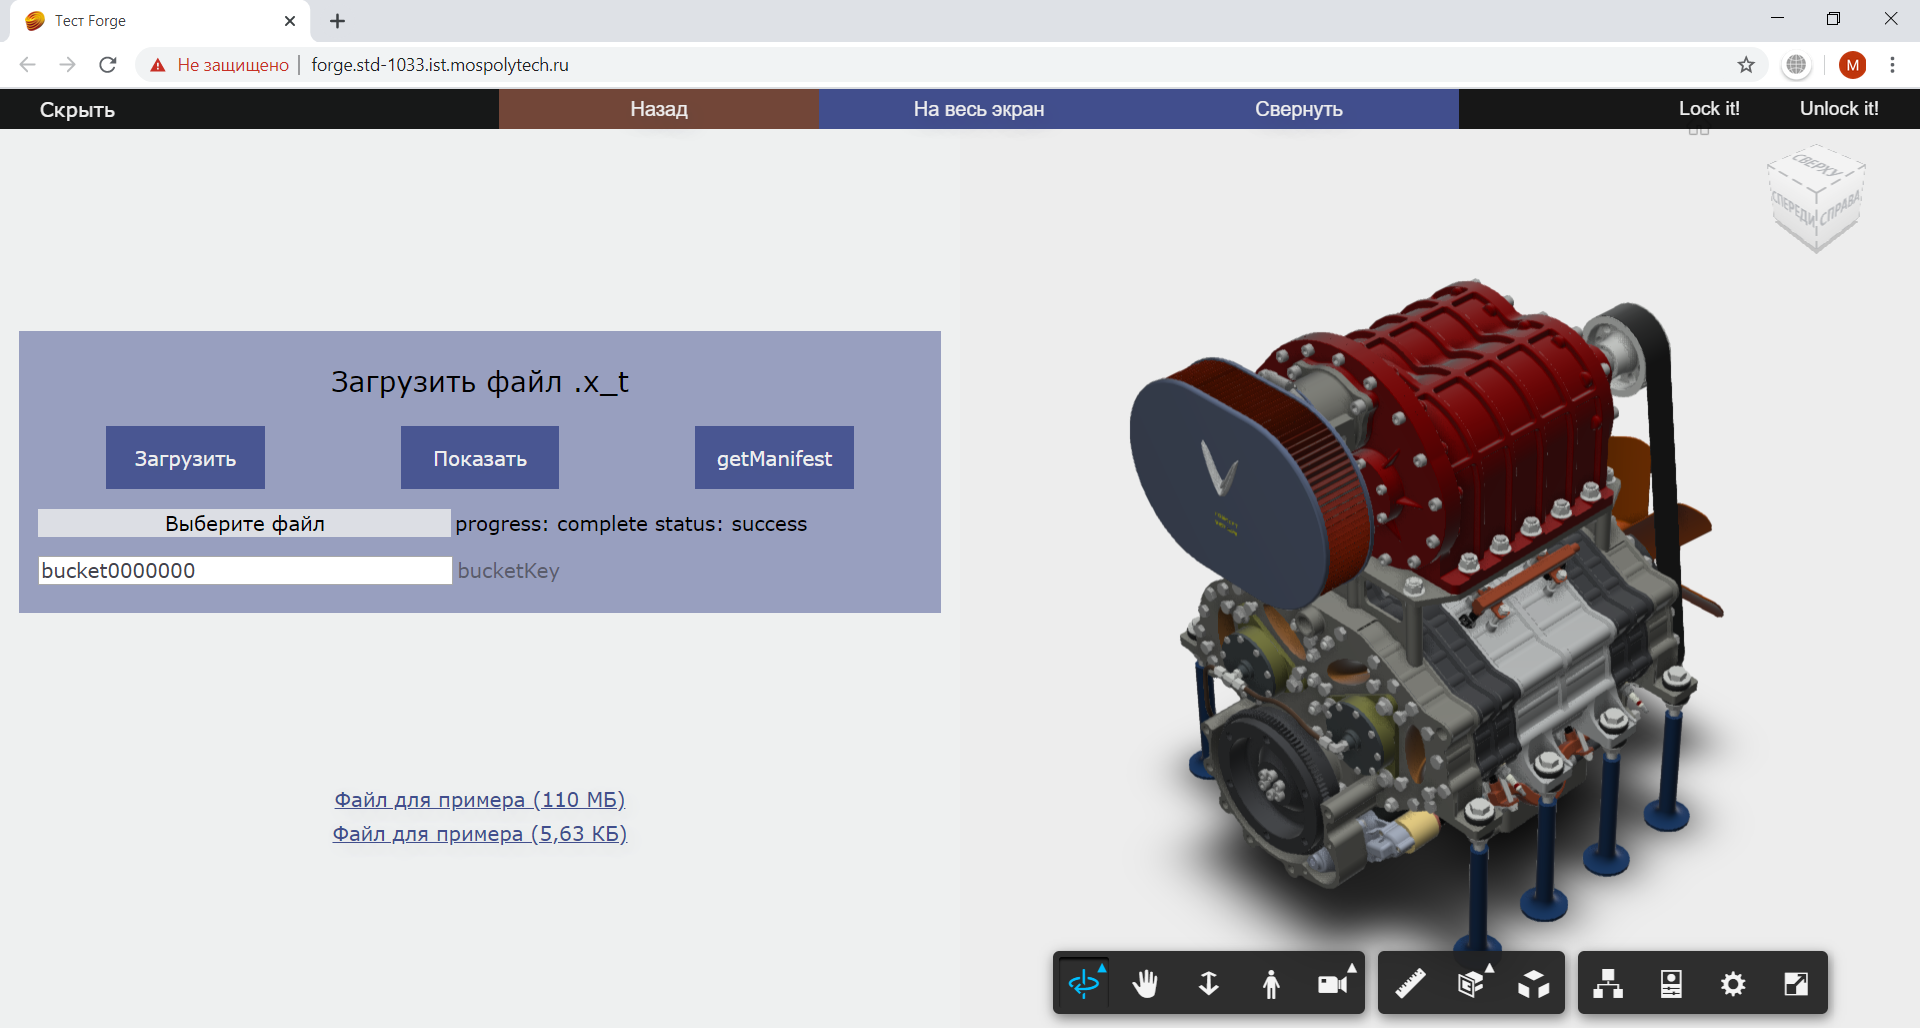 Тест Forge
Не защищено
forge.std-1033.ist.mospolytech.ru
M
Скрыть
Назад
На весь экран
Свернуть
Lock it!
Unlock it!
СВЕРХУ
СПЕРЕДИ
СПРАВА
Загрузить файл .x_t
Загрузить
Показать
getManifest
Выберите файл
progress: complete status: success
bucket0000000
bucketKey
Файл для примера (110 МБ)
Файл для примера (5,63 КБ)